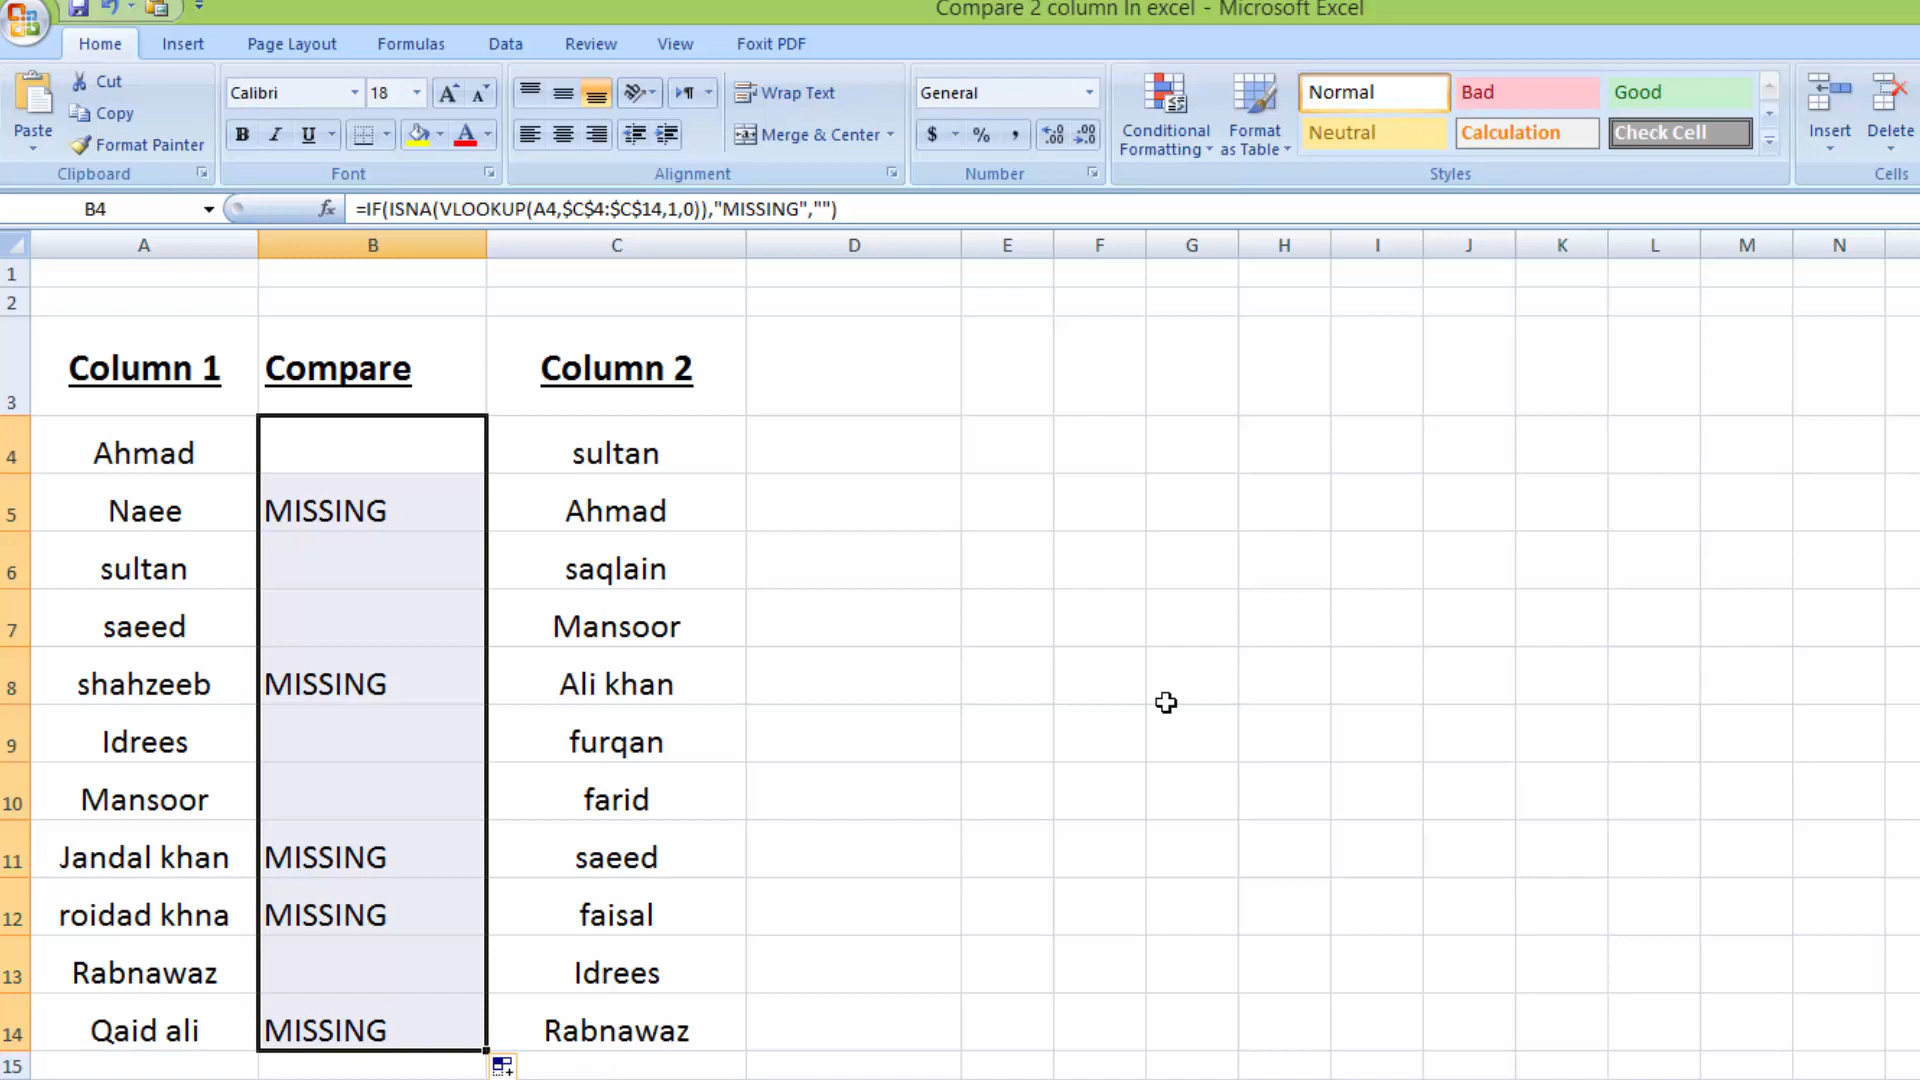 Compare 2 column In excel - Microsoft Excel
Home Insert Page Layout Formulas Data Review View Foxit PDF
Paste
Cut
Copy
Format Painter
Clipboard
Calibri 18 A A
B I U A
Font
Wrap Text
Merge & Center
Alignment
General
$ % , .00 .00
Number
Conditional Formatting
Format as Table
Normal Bad Good
Neutral Calculation Check Cell
Styles
Insert Delete
Cells
B4 fx =IF(ISNA(VLOOKUP(A4,$C$4:$C$14,1,0)),"MISSING","")
A B C D E F G H I J K L M N
1
2
3 Column 1 Compare Column 2
4 Ahmad sultan
5 Naee MISSING Ahmad
6 sultan saqlain
7 saeed Mansoor
8 shahzeeb MISSING Ali khan
9 Idrees furqan
10 Mansoor farid
11 Jandal khan MISSING saeed
12 roidad khna MISSING faisal
13 Rabnawaz Idrees
14 Qaid ali MISSING Rabnawaz
15